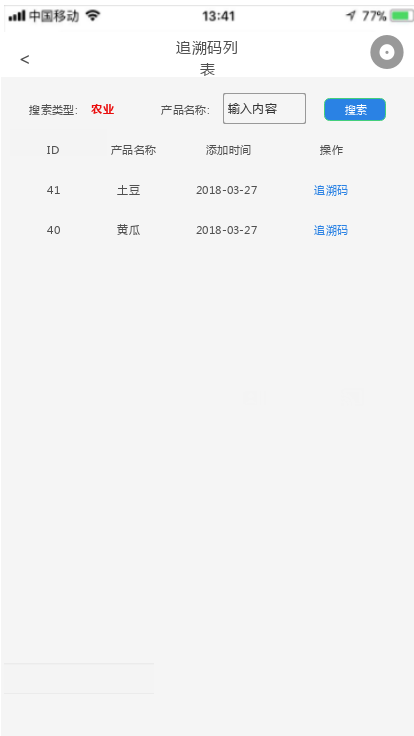 中国移动 13:41 77%
<
追溯码列
表
搜索类型: 农业 产品名称: 输入内容 搜索
ID 产品名称 添加时间 操作
41 土豆 2018-03-27 追溯码
40 黄瓜 2018-03-27 追溯码